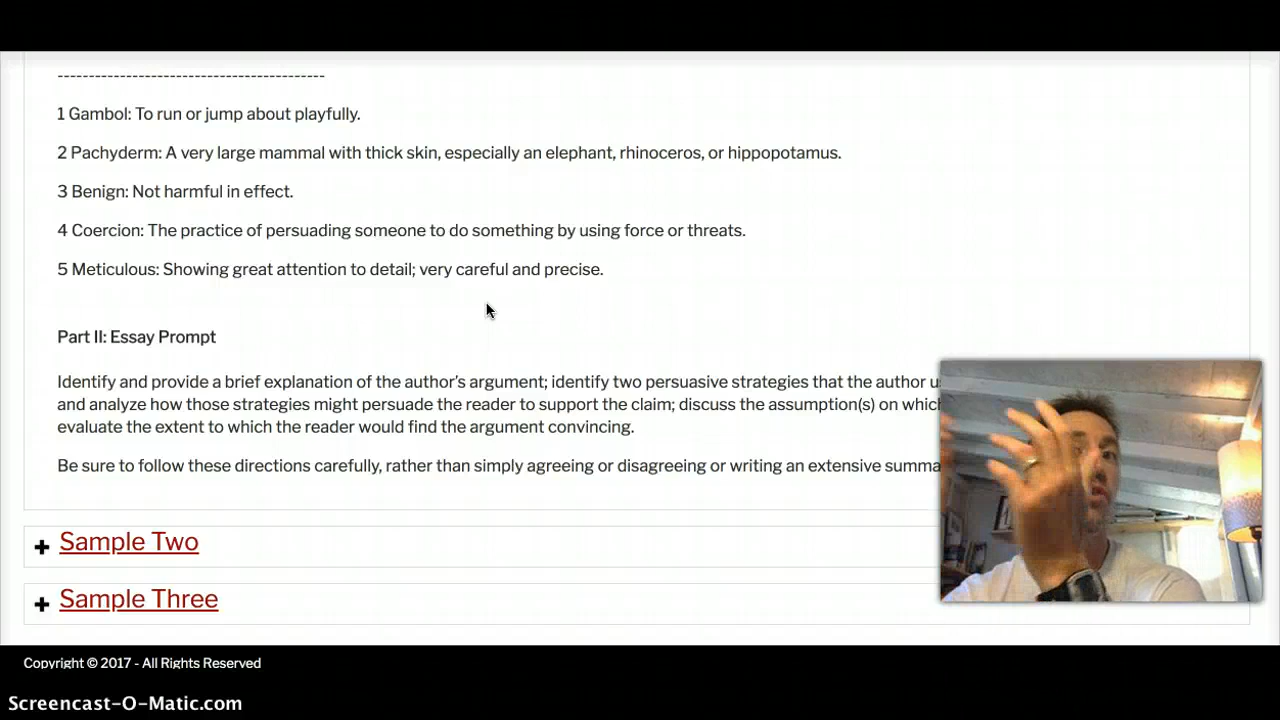 -------------------------------------------
1 Gambol: To run or jump about playfully.
2 Pachyderm: A very large mammal with thick skin, especially an elephant, rhinoceros, or hippopotamus.
3 Benign: Not harmful in effect.
4 Coercion: The practice of persuading someone to do something by using force or threats.
5 Meticulous: Showing great attention to detail; very careful and precise.
Part II: Essay Prompt
Identify and provide a brief explanation of the author's argument; identify two persuasive strategies that the author
and analyze how those strategies might persuade the reader to support the claim; discuss the assumption(s) on
evaluate the extent to which the reader would find the argument convincing.
Be sure to follow these directions carefully, rather than simply agreeing or disagreeing or writing an extensive
+ Sample Two
+ Sample Three
Copyright © 2017 - All Rights Reserved
Screencast-O-Matic.com